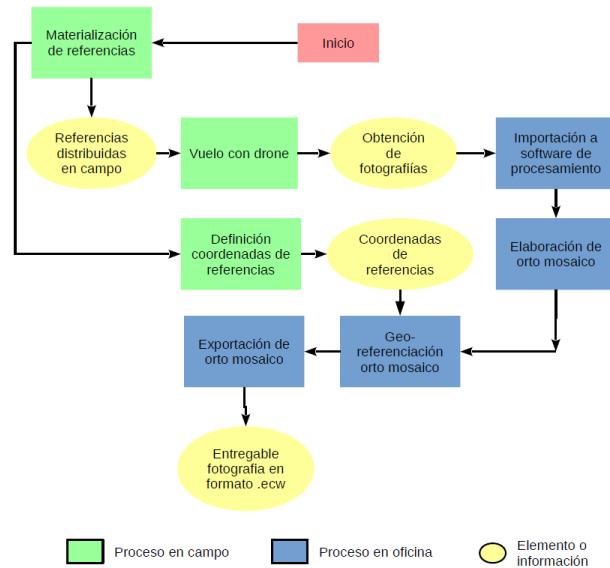 Materialización
de referencias
Inicio
Referencias
distribuidas
en campo
Vuelo con drone
Obtención
de
fotografiías
Importación a
software de
procesamiento
Definición
coordenadas de
referencias
Coordenadas
de
referencias
Elaboración de
orto mosaico
Exportación de
orto mosaico
Geo-
referenciación
orto mosaico
Entregable
fotografia en
formato .ecw
Proceso en campo
Proceso en oficina
Elemento o
información